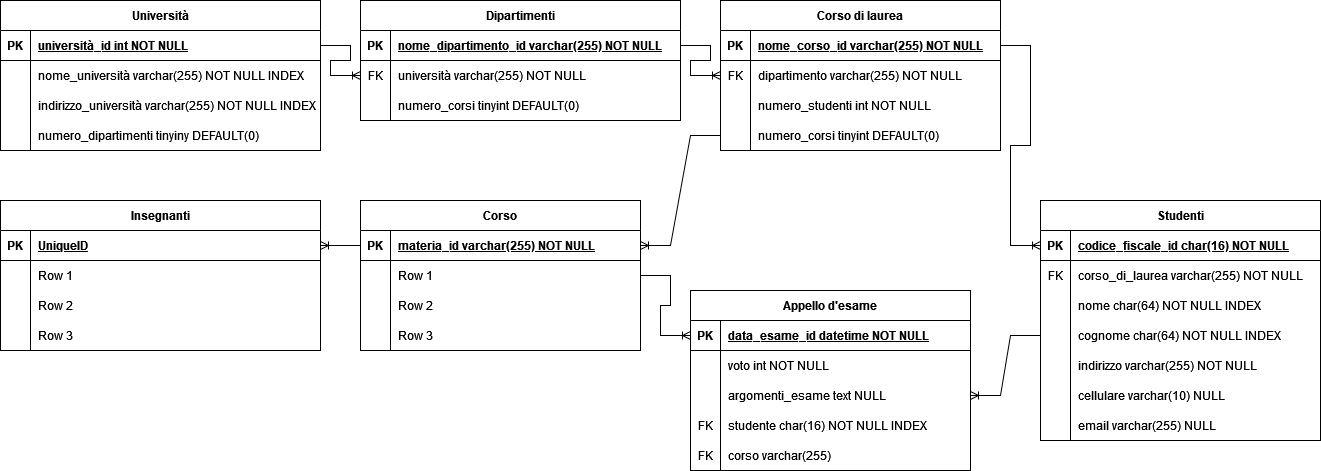 Università
PK università_id int NOT NULL
nome_università varchar(255) NOT NULL INDEX
indirizzo_università varchar(255) NOT NULL INDEX
numero_dipartimenti tinyiny DEFAULT(0)
Dipartimenti
PK nome_dipartimento_id varchar(255) NOT NULL
FK università varchar(255) NOT NULL
numero_corsi tinyint DEFAULT(0)
Corso di laurea
PK nome_corso_id varchar(255) NOT NULL
FK dipartimento varchar(255) NOT NULL
numero_studenti int NOT NULL
numero_corsi tinyint DEFAULT(0)
Insegnanti
PK UniqueID
Row 1
Row 2
Row 3
Corso
PK materia_id varchar(255) NOT NULL
Row 1
Row 2
Row 3
Appello d'esame
PK data_esame_id datetime NOT NULL
voto int NOT NULL
argomenti_esame text NULL
FK studente char(16) NOT NULL INDEX
FK corso varchar(255)
Studenti
PK codice_fiscale_id char(16) NOT NULL
FK corso_di_laurea varchar(255) NOT NULL
nome char(64) NOT NULL INDEX
cognome char(64) NOT NULL INDEX
indirizzo varchar(255) NOT NULL
cellulare varchar(10) NULL
email varchar(255) NULL